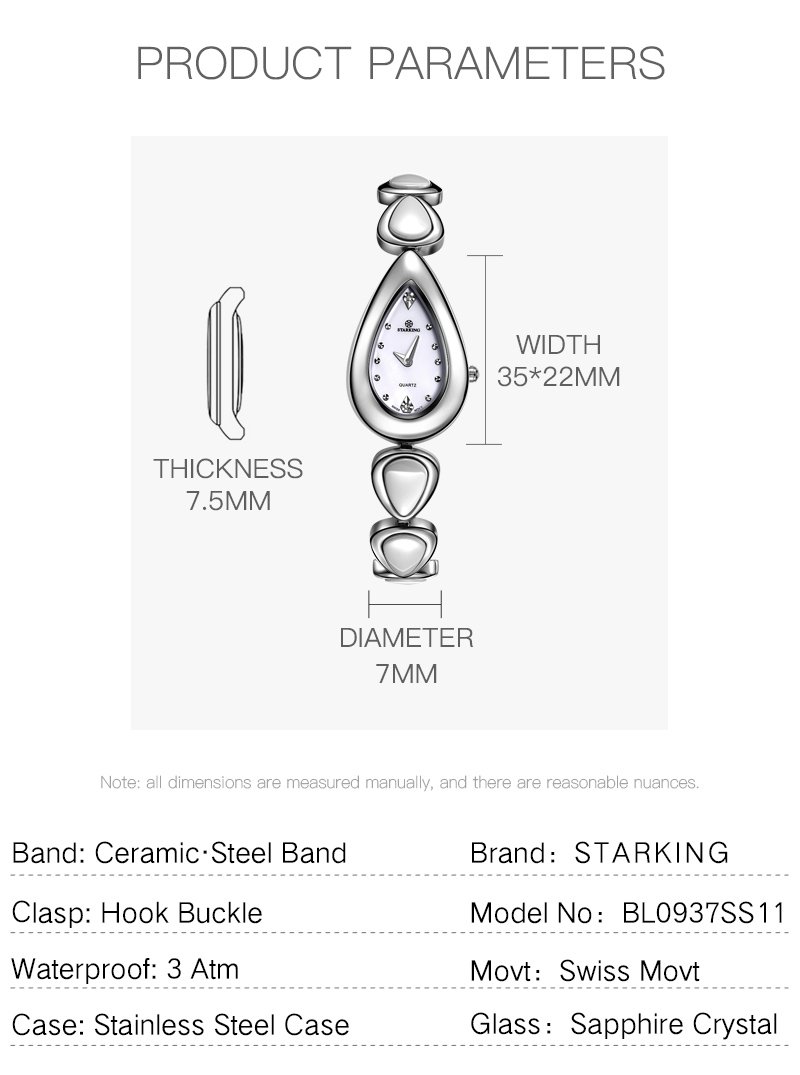 PRODUCT PARAMETERS
STARKING
QUARTZ
WIDTH
35*22MM
THICKNESS
7.5MM
DIAMETER
7MM
Note: all dimensions are measured manually, and there are reasonable nuances.
Band: Ceramic·Steel Band
Brand: STARKING
Clasp: Hook Buckle
Model No: BL0937SS11
Waterproof: 3 Atm
Movt: Swiss Movt
Case: Stainless Steel Case
Glass: Sapphire Crystal